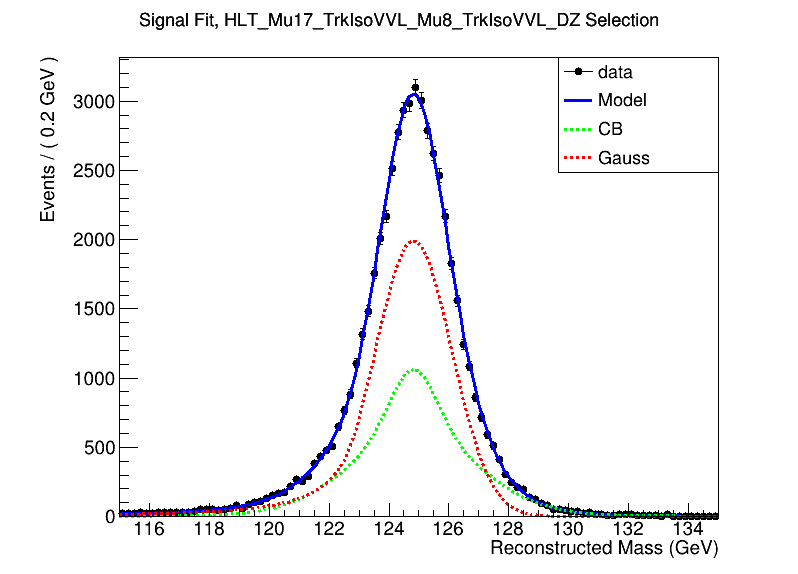 Signal Fit, HLT_Mu17_TrkIsoVVL_Mu8_TrkIsoVVL_DZ Selection
Events / ( 0.2 GeV )
3000
2500
2000
1500
1000
500
0
data
Model
CB
Gauss
116 118 120 122 124 126 128 130 132 134
Reconstructed Mass (GeV)